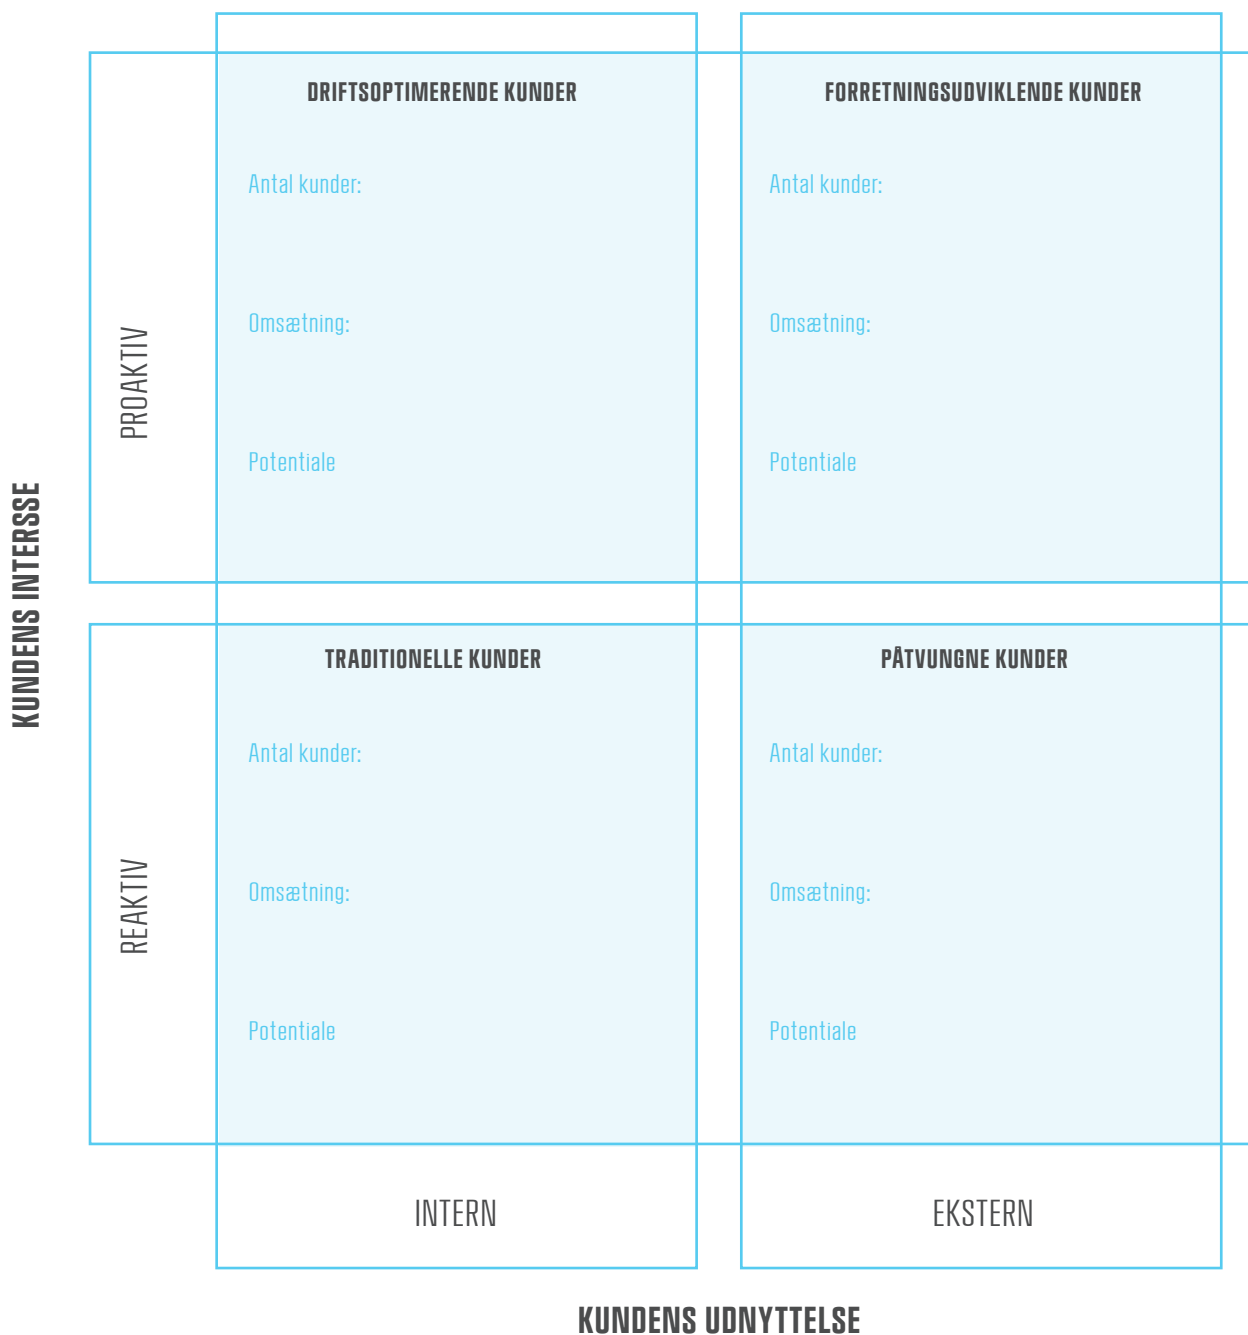 DRIFTSOPTIMERENDE KUNDER
Antal kunder:
Omsætning:
Potentiale
FORRETNINGSUDVIKLENDE KUNDER
Antal kunder:
Omsætning:
Potentiale
PROAKTIV
KUNDENS INTERSSE
TRADITIONELLE KUNDER
Antal kunder:
Omsætning:
Potentiale
PÅTVUNGNE KUNDER
Antal kunder:
Omsætning:
Potentiale
REAKTIV
INTERN
EKSTERN
KUNDENS UDNYTTELSE